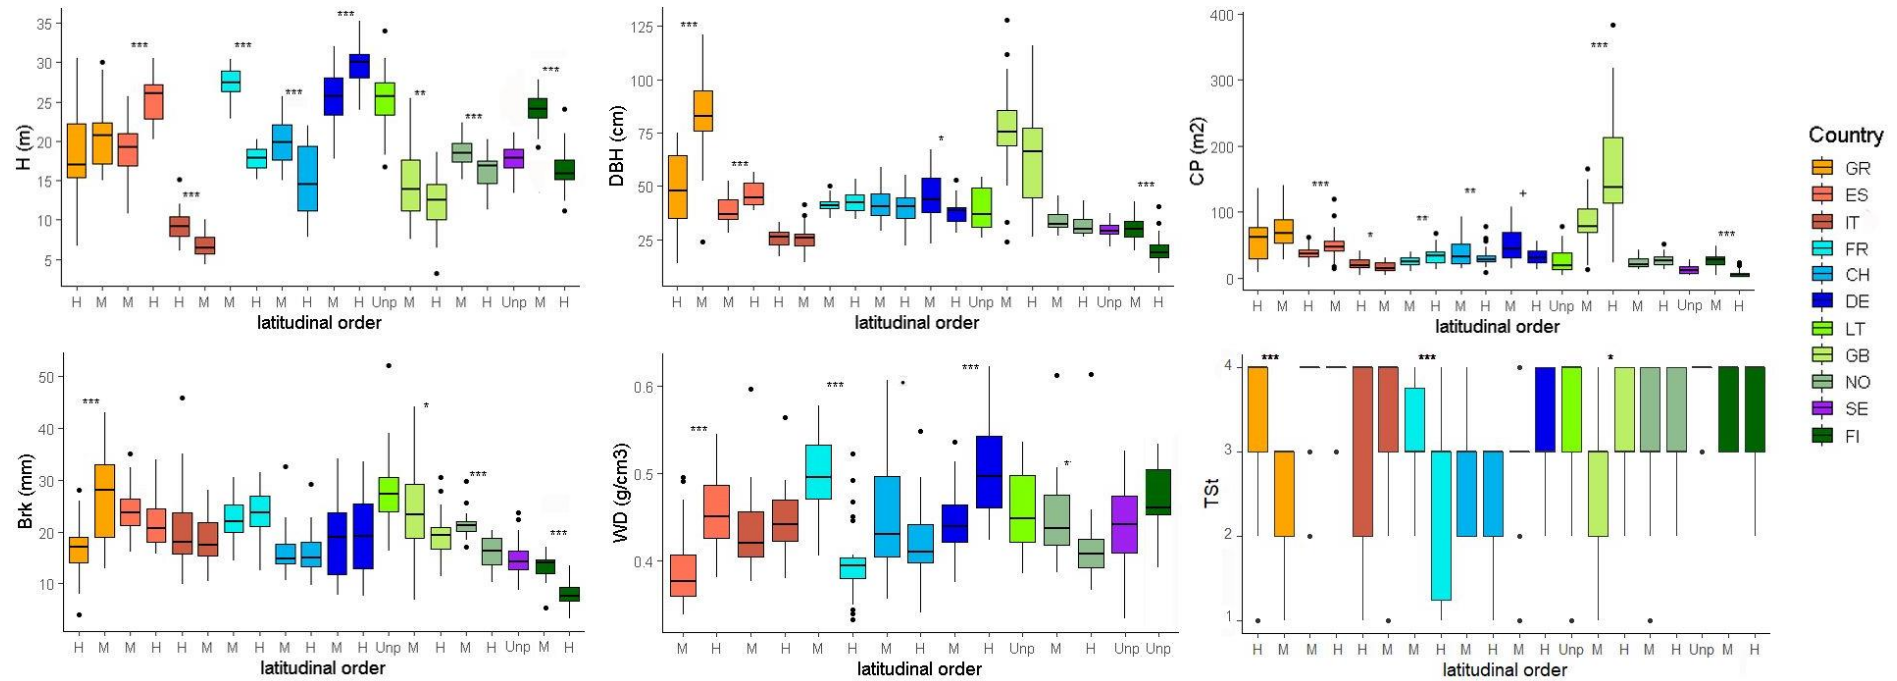 H (m)
35
30
25
20
15
10
5
***
***
***
***
***
**
***
***
H M M H H M M H M H M H Unp M H M H Unp M H
latitudinal order
DBH (cm)
125
100
75
50
25
***
***
*
***
H M M H H M M H M H M H Unp M H M H Unp M H
latitudinal order
CP (m2)
400
300
200
100
0
***
*
**
**
+
***
***
H M H M H M M H M H M H Unp M H M H Unp M H
latitudinal order
Country
GR
ES
IT
FR
CH
DE
LT
GB
NO
SE
FI
Brk (mm)
50
40
30
20
10
***
*
***
***
H M M H H M M H M H M H Unp M H M H Unp M H
latitudinal order
WD (g/cm3)
0.6
0.5
0.4
***
***
*
***
*
M H M H M H M H M H Unp M H Unp Unp
latitudinal order
TSt
4
3
2
1
***
***
*
H M M H H M M H M H M H Unp M H H M Unp M H
latitudinal order